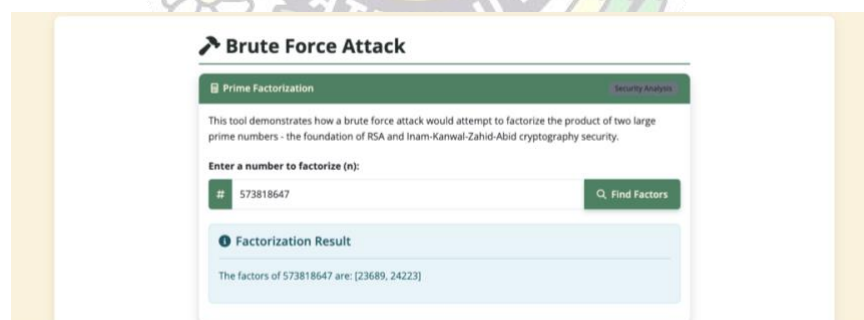 Brute Force Attack
Prime Factorization
Security Analysis
This tool demonstrates how a brute force attack would attempt to factorize the product of two large
prime numbers - the foundation of RSA and Inam-Kanwal-Zahid-Abid cryptography security.
Enter a number to factorize (n):
# 573818647
Find Factors
Factorization Result
The factors of 573818647 are: [23689, 24223]